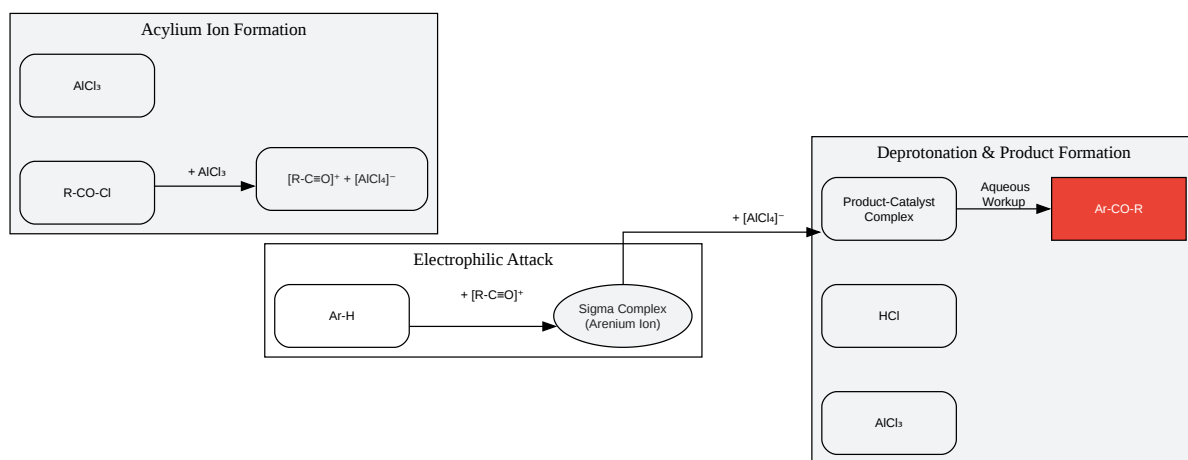 Acylium Ion Formation
AlCl₃
R-CO-Cl
+ AlCl₃
[R-C≡O]⁺ + [AlCl₄]⁻
Electrophilic Attack
Ar-H
+ [R-C≡O]⁺
Sigma Complex
(Arenium Ion)
+ [AlCl₄]⁻
Deprotonation & Product Formation
Product-Catalyst
Complex
Aqueous
Workup
Ar-CO-R
HCl
AlCl₃